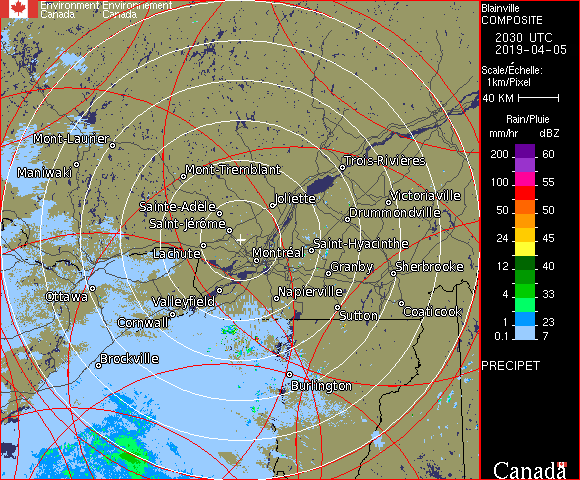 Environment Environnement
Canada Canada
Blainville
COMPOSITE
2030 UTC
2019-04-05
Scale/Échelle:
1km/Pixel
40 KM
Rain/Pluie
mm/hr dBZ
200 60
100 55
50 50
24 45
12 40
4 33
1 23
0.1 7
PRECIPET
Canada
Mont-Laurier
Maniwaki
Mont-Tremblant
Trois-Rivières
Joliette
Victoriaville
Sainte-Adèle
Drummondville
Saint-Jérôme
Lachute
Montréal
Saint-Hyacinthe
Granby
Sherbrooke
Ottawa
Valleyfield
Napierville
Cornwall
Sutton
Coaticook
Brockville
Burlington